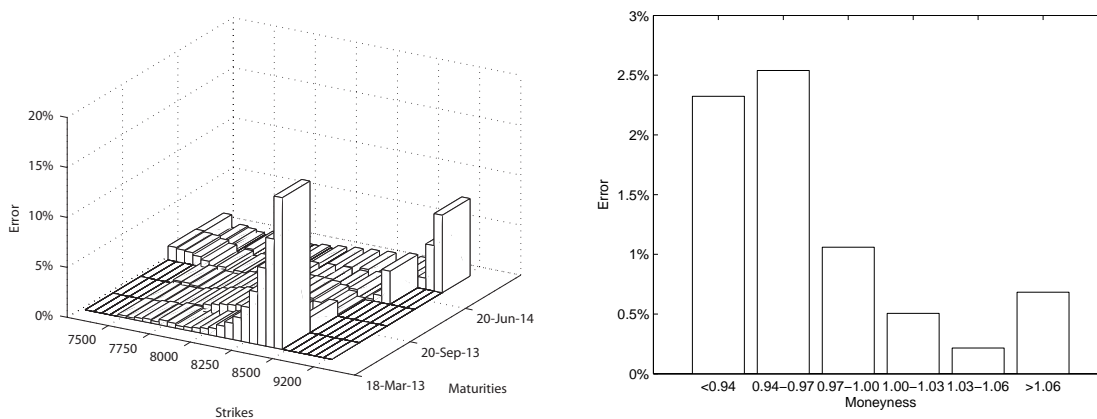 20%
15%
10%
5%
0%
Error
7500
7750
8000
8250
8500
9200
Strikes
18-Mar-13
20-Sep-13
20-Jun-14
Maturities
3%
2.5%
2%
1.5%
1%
0.5%
0%
Error
<0.94 0.94−0.97 0.97−1.00 1.00−1.03 1.03−1.06 >1.06
Moneyness